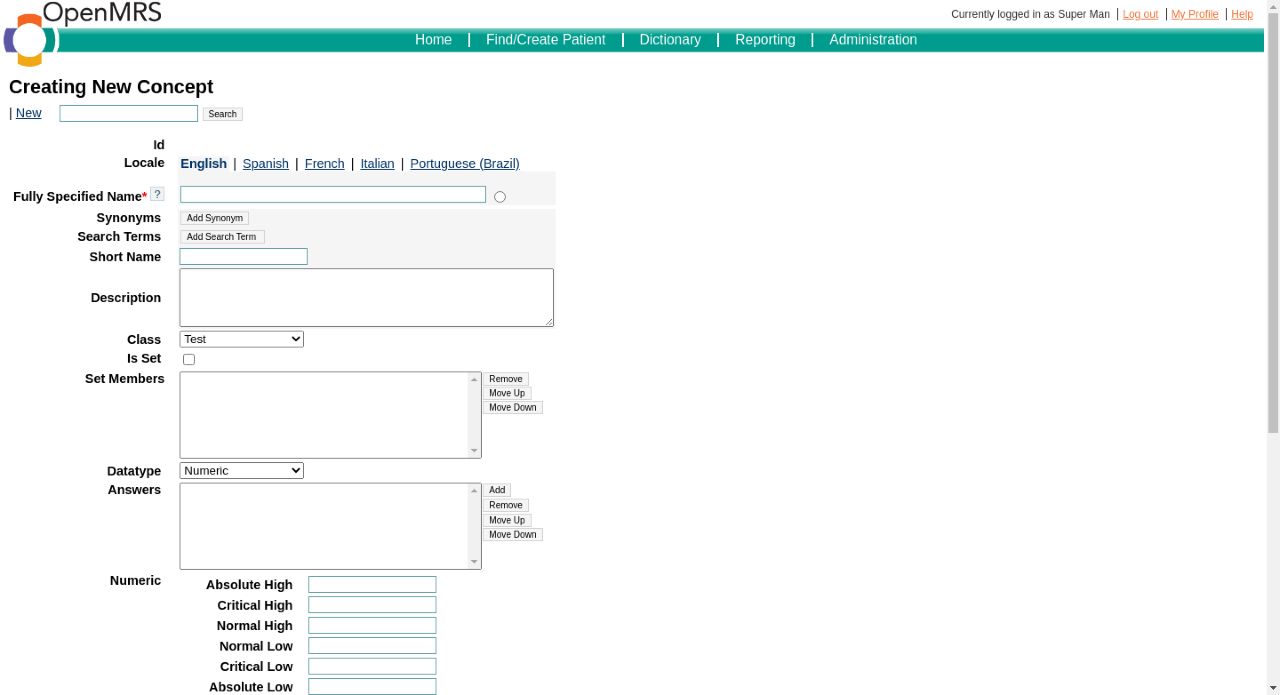 OpenMRS
Currently logged in as Super Man | Log out | My Profile | Help
Home | Find/Create Patient | Dictionary | Reporting | Administration
Creating New Concept
| New Search
Id
Locale English | Spanish | French | Italian | Portuguese (Brazil)
Fully Specified Name* ?
Synonyms Add Synonym
Search Terms Add Search Term
Short Name
Description
Class Test
Is Set
Set Members Remove
Move Up
Move Down
Datatype Numeric
Answers Add
Remove
Move Up
Move Down
Numeric
Absolute High
Critical High
Normal High
Normal Low
Critical Low
Absolute Low